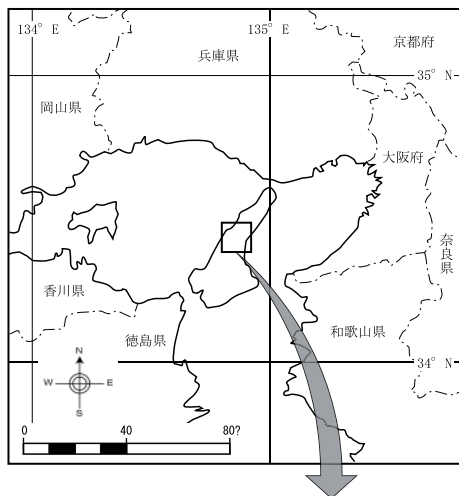 134° E
135° E
京都府
兵庫県
35° N
岡山県
大阪府
奈良県
香川県
徳島県
和歌山県
34° N
N
W E
S
0 40 80?